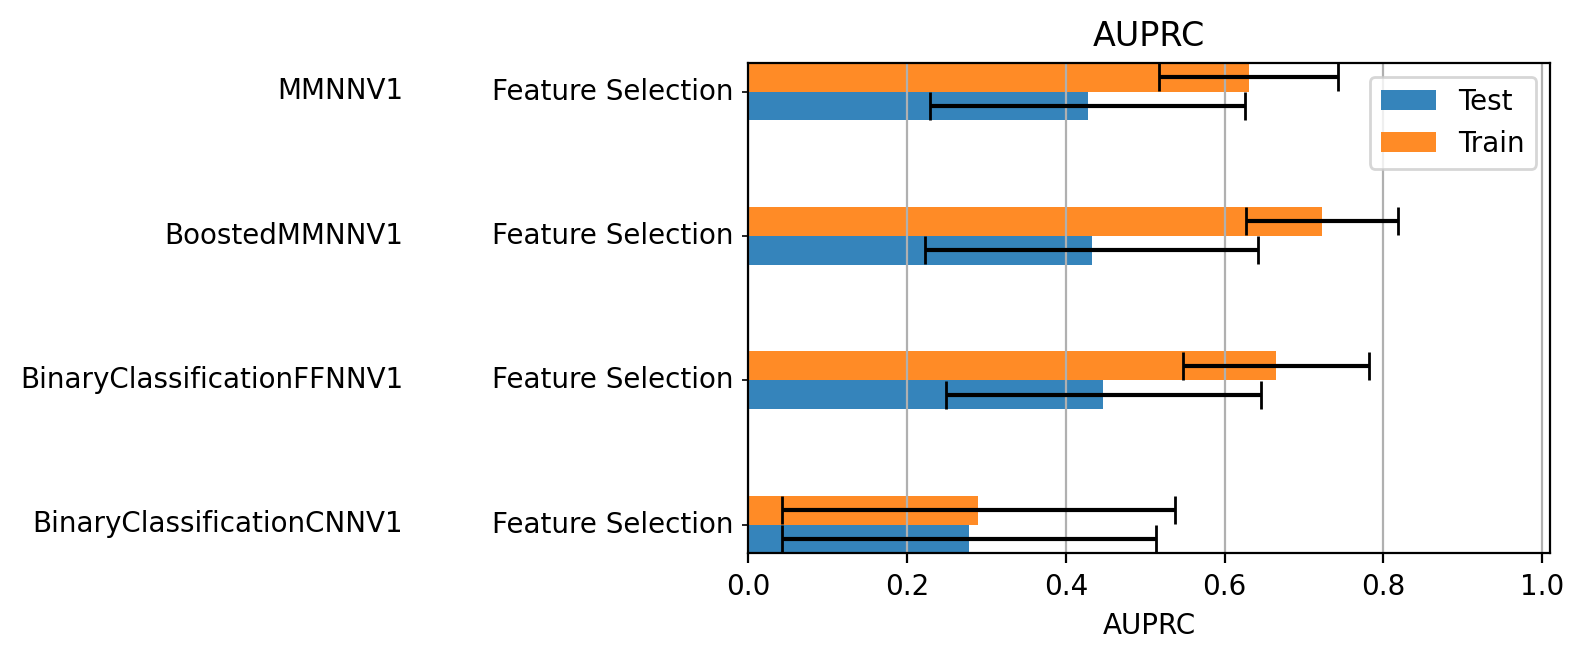 AUPRC
MMNNV1 Feature Selection
BoostedMMNNV1 Feature Selection
BinaryClassificationFFNNV1 Feature Selection
BinaryClassificationCNNV1 Feature Selection
Test
Train
0.0 0.2 0.4 0.6 0.8 1.0
AUPRC